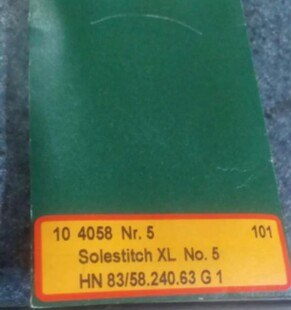 10 4058 Nr. 5 101
Solestitch XL No. 5
HN 83/58.240.63 G 1